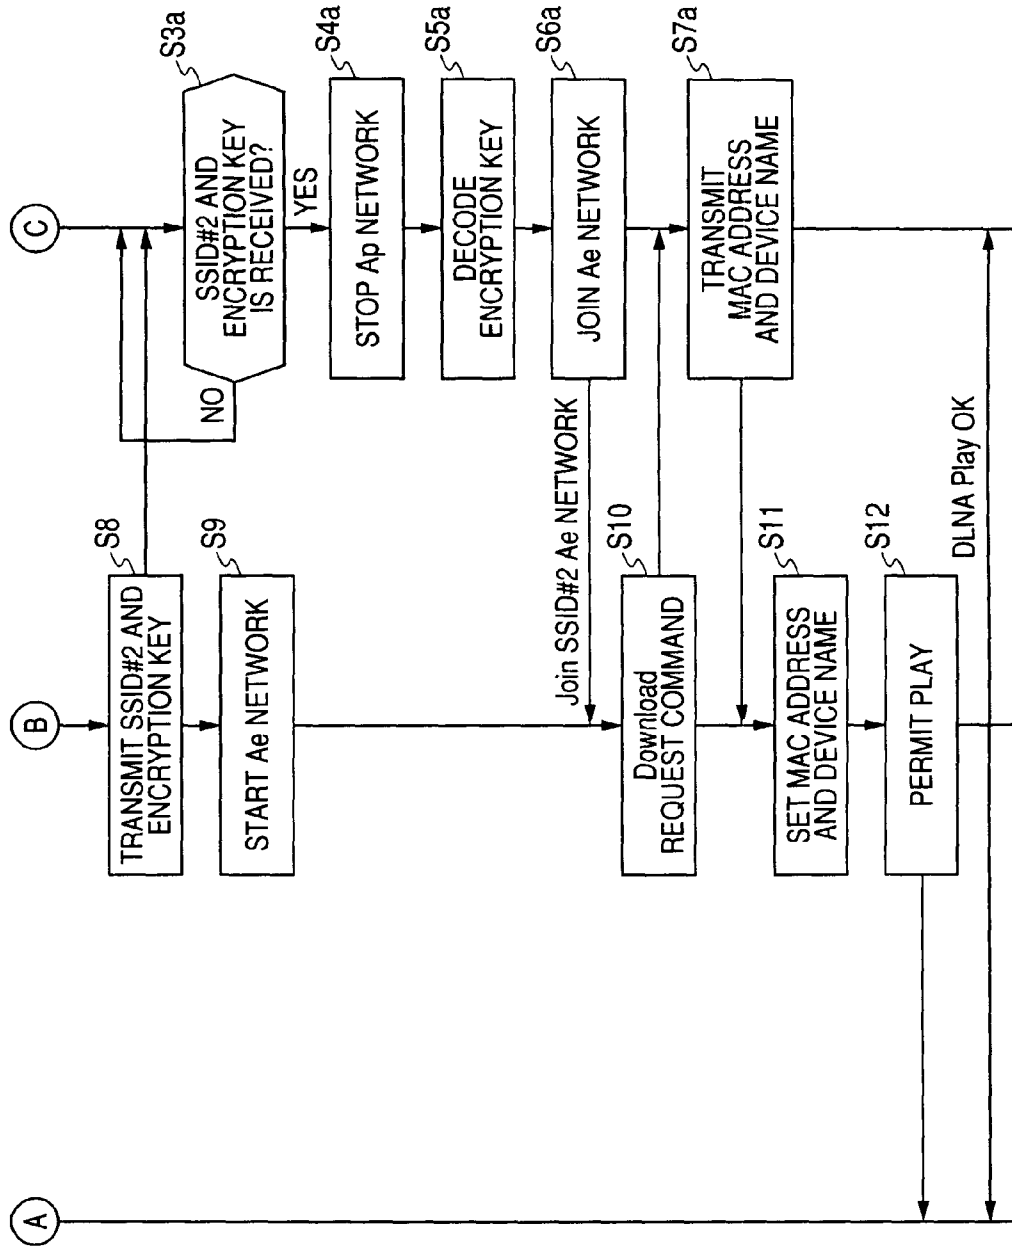 A
B
C
S8
TRANSMIT SSID#2 AND
ENCRYPTION KEY
S9
START Ae NETWORK
S3a
SSID#2 AND
ENCRYPTION KEY
IS RECEIVED?
NO
YES
S4a
STOP Ap NETWORK
S5a
DECODE
ENCRYPTION KEY
S6a
JOIN Ae NETWORK
Join SSID#2 Ae NETWORK
S10
Download
REQUEST COMMAND
S7a
TRANSMIT
MAC ADDRESS
AND DEVICE NAME
S11
SET MAC ADDRESS
AND DEVICE NAME
S12
PERMIT PLAY
DLNA Play OK